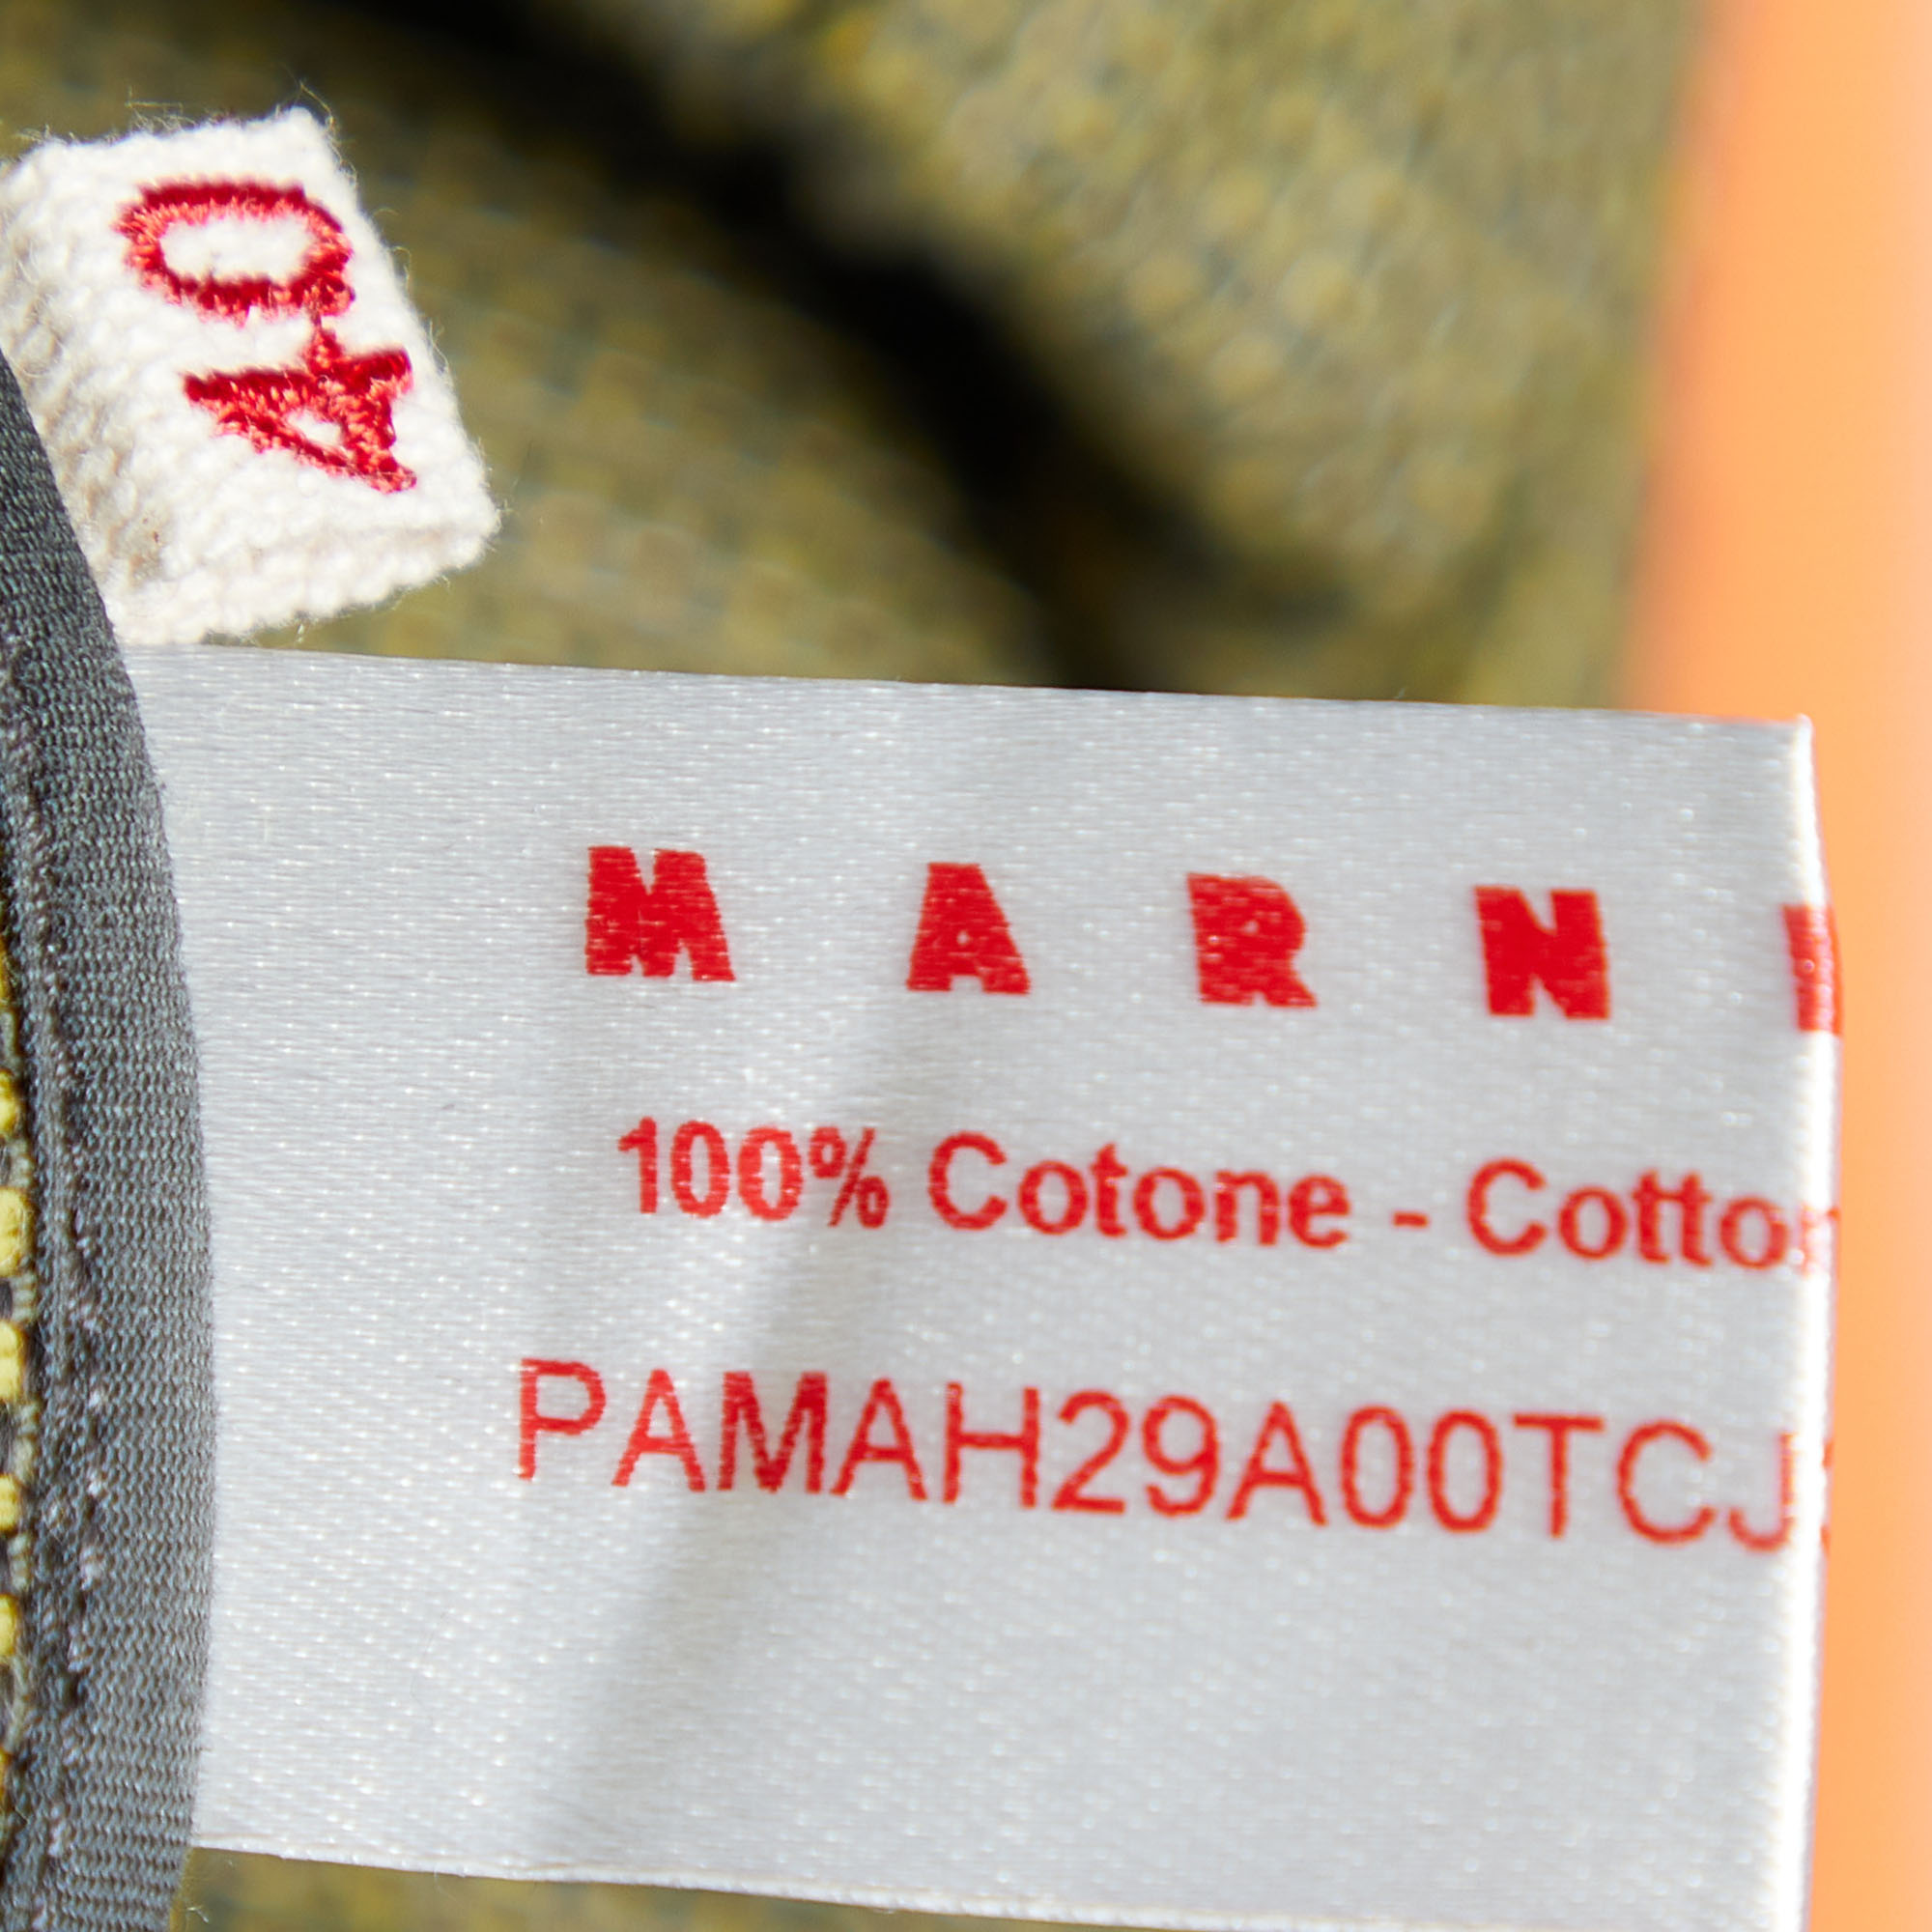 40
MARNI
100% Cotone - Cotton
PAMAH29A00TCJ